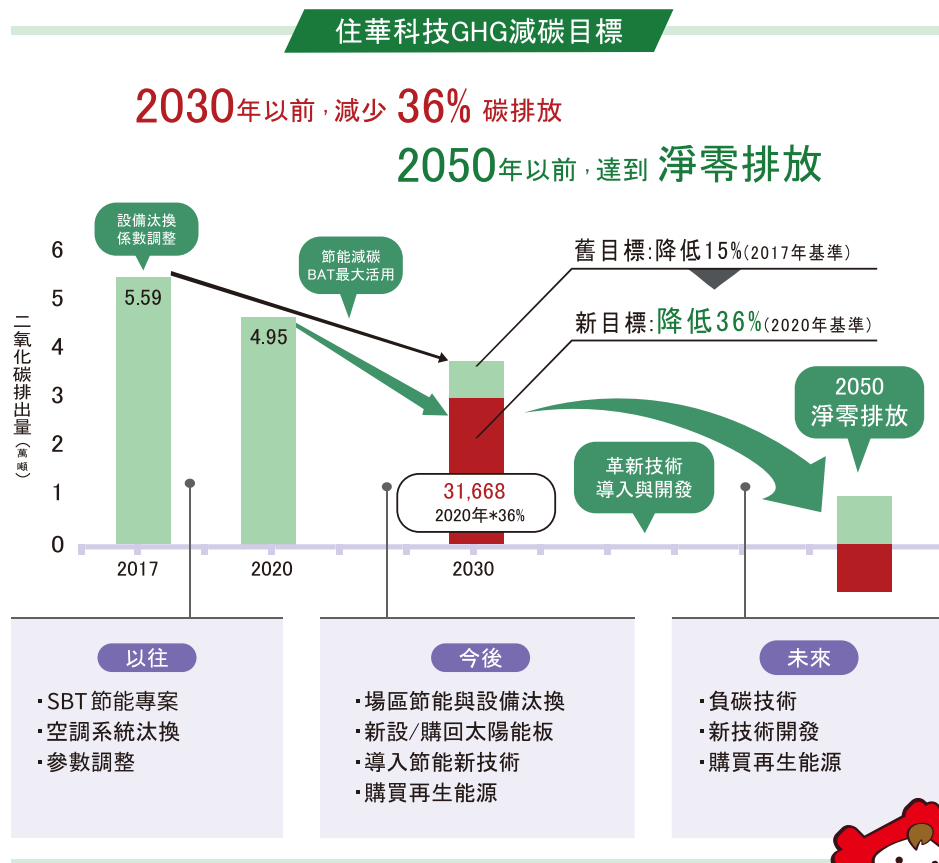 住華科技GHG減碳目標
2030年以前，減少 36% 碳排放
2050年以前，達到 淨零排放
設備汰換
係數調整
節能減碳
BAT最大活用
舊目標:降低15%(2017年基準)
新目標:降低36%(2020年基準)
二氧化碳排出量(萬噸)
6
5
4
3
2
1
0
5.59
4.95
2050
淨零排放
革新技術
導入與開發
31,668
2020年*36%
2017
2020
2030
以往
・SBT 節能專案
・空調系統汰換
・參數調整
今後
・場區節能與設備汰換
・新設/購回太陽能板
・導入節能新技術
・購買再生能源
未來
・負碳技術
・新技術開發
・購買再生能源